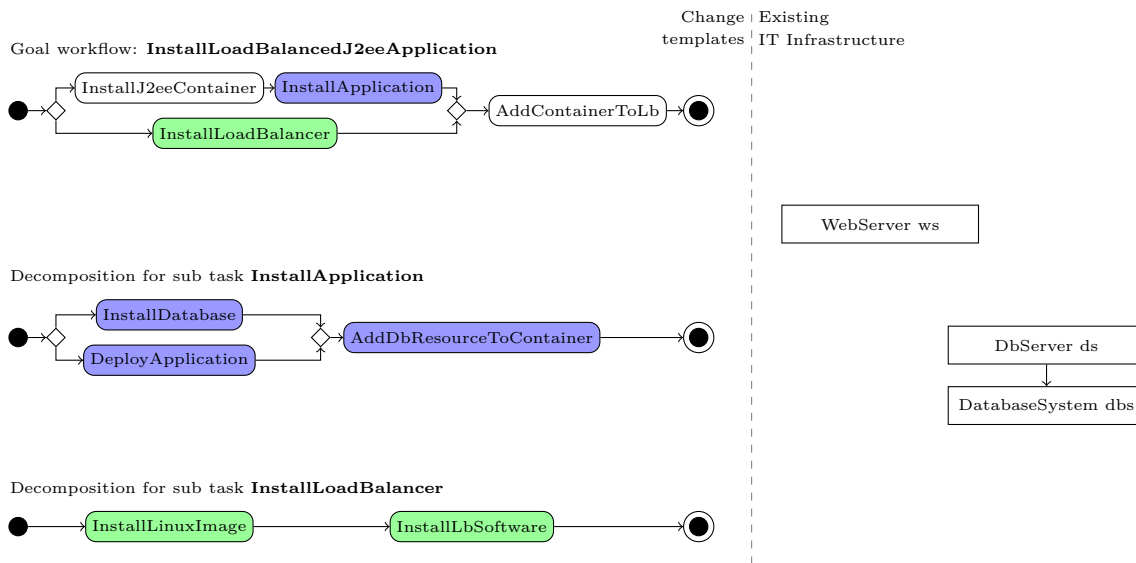 Change
templates
Existing
IT Infrastructure
Goal workflow: InstallLoadBalancedJ2eeApplication
InstallJ2eeContainer
InstallApplication
InstallLoadBalancer
AddContainerToLb
WebServer ws
Decomposition for sub task InstallApplication
InstallDatabase
DeployApplication
AddDbResourceToContainer
DbServer ds
DatabaseSystem dbs
Decomposition for sub task InstallLoadBalancer
InstallLinuxImage
InstallLbSoftware